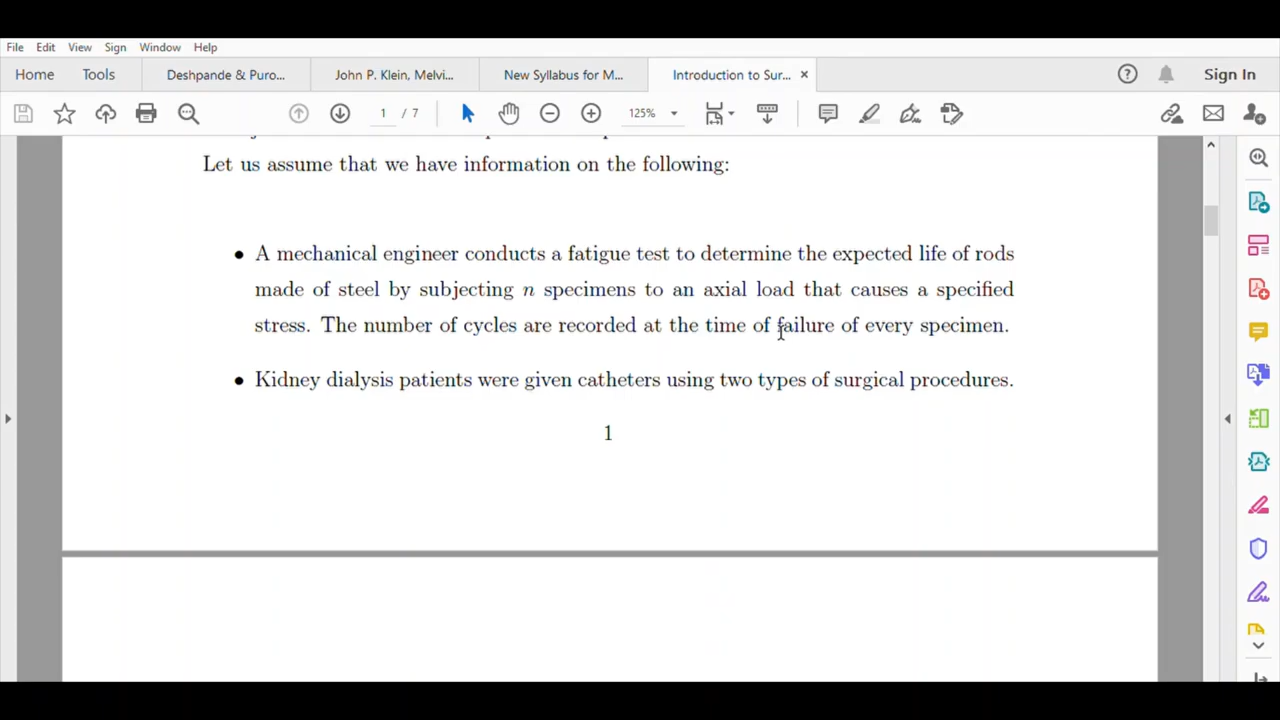 File Edit View Sign Window Help
Home Tools Deshpande & Puro... John P. Klein, Melvi... New Syllabus for M... Introduction to Sur... × Sign In
1 / 7 125%
Let us assume that we have information on the following:
• A mechanical engineer conducts a fatigue test to determine the expected life of rods
made of steel by subjecting n specimens to an axial load that causes a specified
stress. The number of cycles are recorded at the time of failure of every specimen.
• Kidney dialysis patients were given catheters using two types of surgical procedures.
1